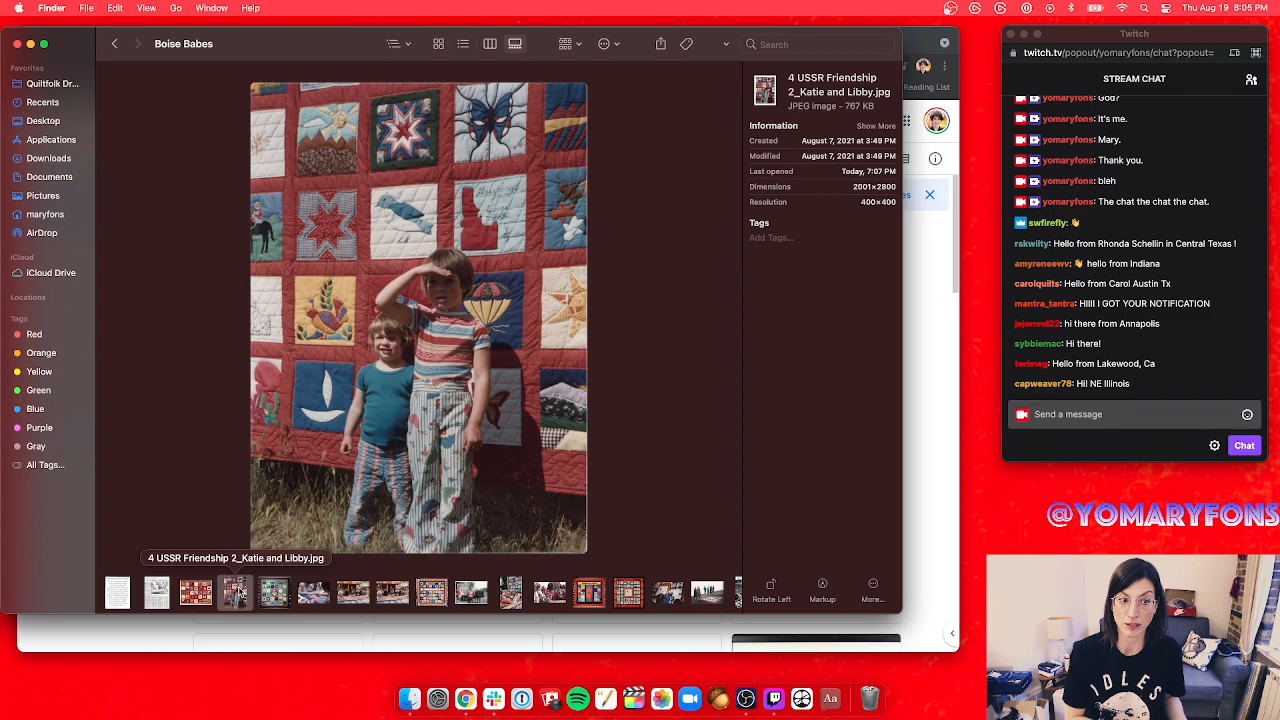 Finder File Edit View Go Window Help
Thu Aug 19 8:05 PM
Boise Babes
Search
Favorites
Quiltfolk Dr...
Recents
Desktop
Applications
Downloads
Documents
Pictures
maryfons
AirDrop
iCloud
iCloud Drive
Locations
Tags
Red
Orange
Yellow
Green
Blue
Purple
Gray
All Tags...
4 USSR Friendship
2_Katie and Libby.jpg
JPEG image - 767 KB
Information Show More
Created August 7, 2021 at 3:49 PM
Modified August 7, 2021 at 3:49 PM
Last opened Today, 7:07 PM
Dimensions 2001×2800
Resolution 400×400
Tags
Add Tags...
4 USSR Friendship 2_Katie and Libby.jpg
Rotate Left Markup More...
Reading List
es
Twitch
twitch.tv/popout/yomaryfons/chat?popout=
STREAM CHAT
yomaryfons: God?
yomaryfons: It's me.
yomaryfons: Mary.
yomaryfons: Thank you.
yomaryfons: bleh
yomaryfons: The chat the chat the chat.
swfirefly: 👋
rskwilty: Hello from Rhonda Schellin in Central Texas !
amyreneewv: 👋 hello from Indiana
carolquilts: Hello from Carol Austin Tx
mantra_tantra: HIIII I GOT YOUR NOTIFICATION
hi there from Annapolis
sybbiemac: Hi there!
Hello from Lakewood, Ca
capweaver78: Hi! NE Illinois
Send a message
Chat
@YOMARYFONS
IDLES
Aa